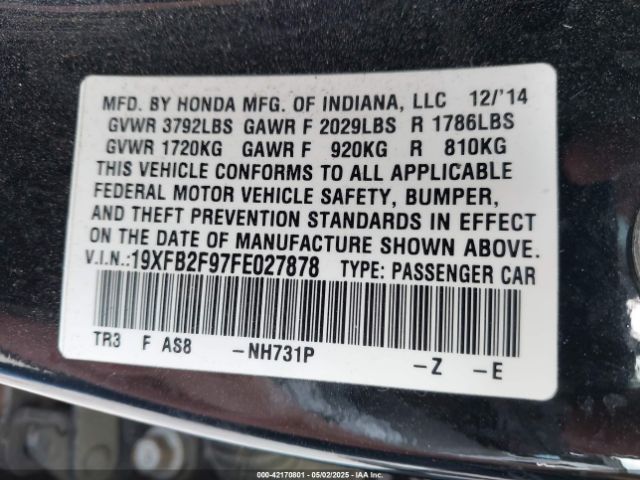 MFD. BY HONDA MFG. OF INDIANA, LLC 12/'14
GVWR 3792LBS GAWR F 2029LBS R 1786LBS
GVWR 1720KG GAWR F 920KG R 810KG
THIS VEHICLE CONFORMS TO ALL APPLICABLE
FEDERAL MOTOR VEHICLE SAFETY, BUMPER,
AND THEFT PREVENTION STANDARDS IN EFFECT
ON THE DATE OF MANUFACTURE SHOWN ABOVE.
V.I.N.:19XFB2F97FE027878 TYPE: PASSENGER CAR
TR3 F AS8 -NH731P -Z -E
000-42170801 - 05/02/2025 - IAA Inc.